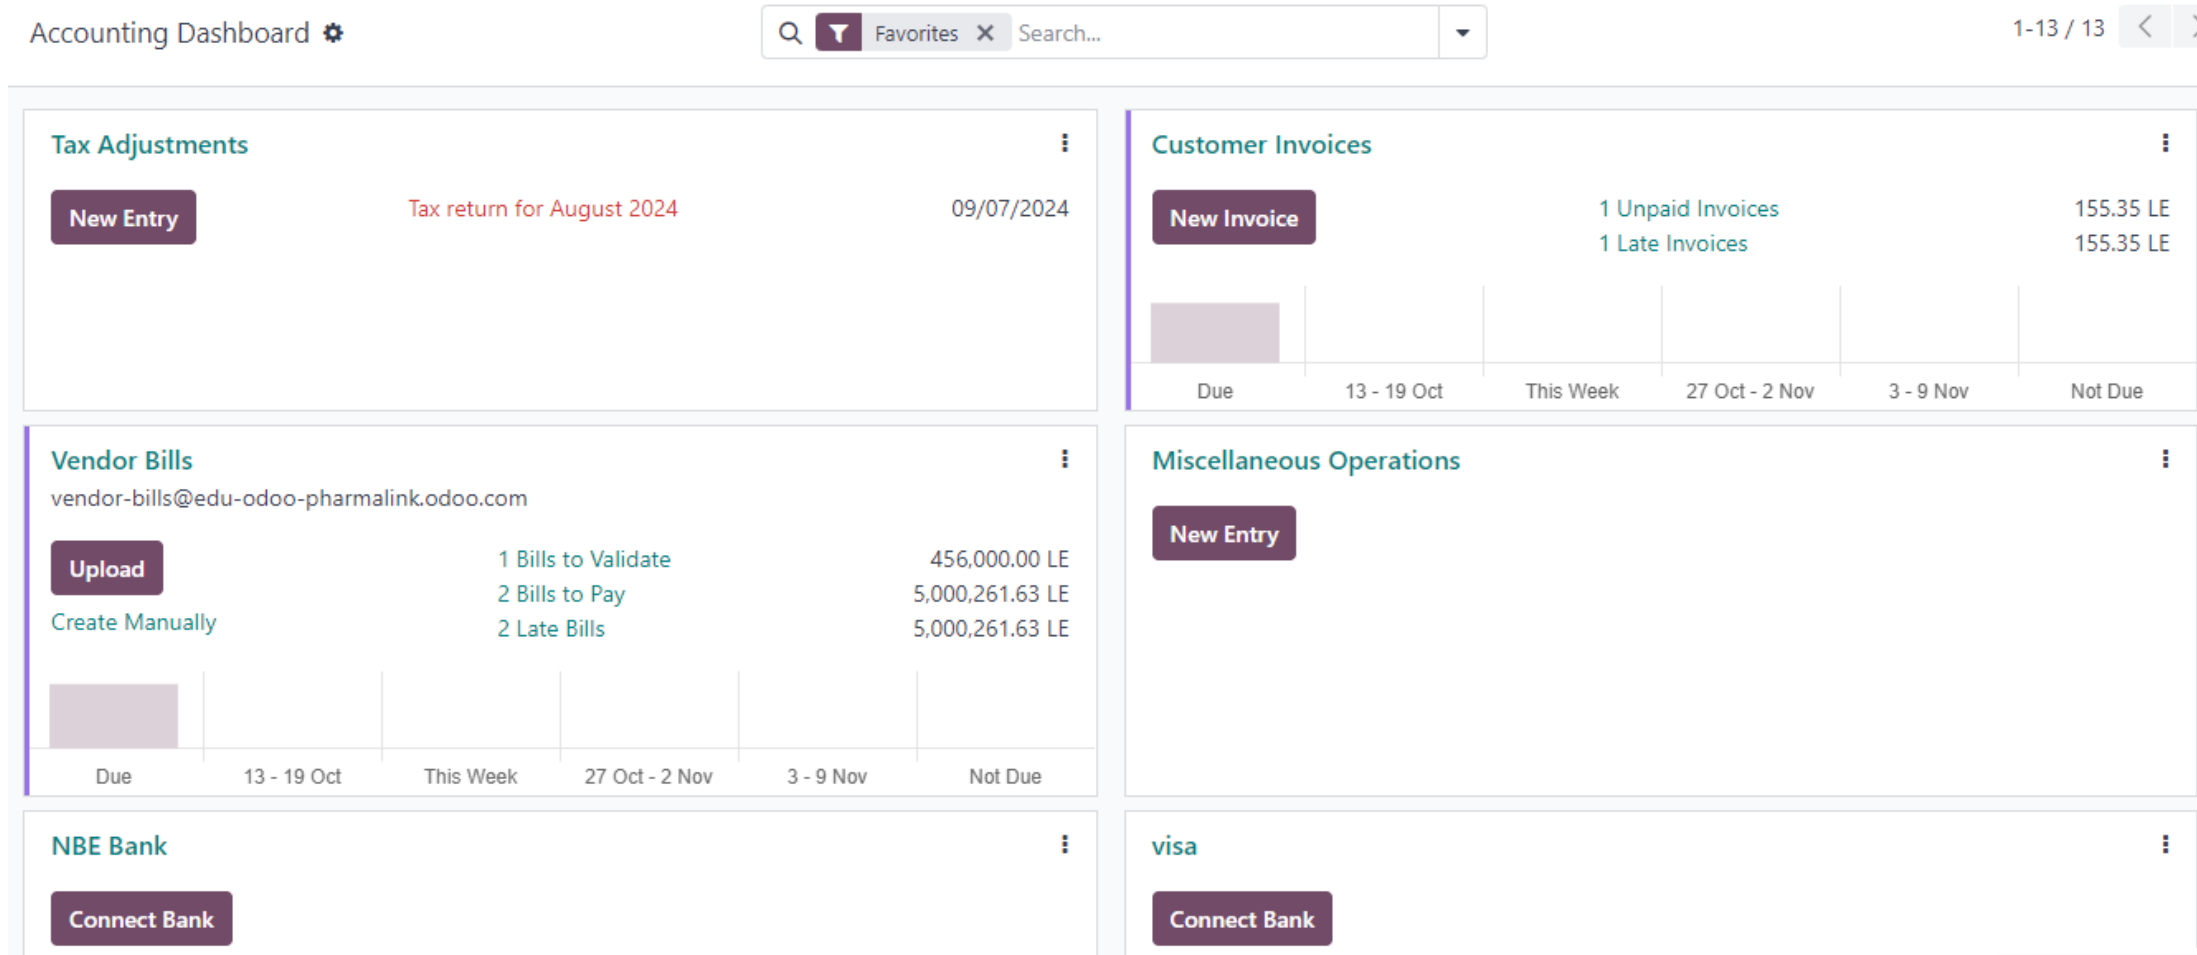 Accounting Dashboard
Favorites Search...
1-13 / 13
Tax Adjustments
New Entry
Tax return for August 2024 09/07/2024
Customer Invoices
New Invoice
1 Unpaid Invoices 155.35 LE
1 Late Invoices 155.35 LE
Due 13 - 19 Oct This Week 27 Oct - 2 Nov 3 - 9 Nov Not Due
Vendor Bills
vendor-bills@edu-odoo-pharmalink.odoo.com
Upload
Create Manually
1 Bills to Validate 456,000.00 LE
2 Bills to Pay 5,000,261.63 LE
2 Late Bills 5,000,261.63 LE
Due 13 - 19 Oct This Week 27 Oct - 2 Nov 3 - 9 Nov Not Due
Miscellaneous Operations
New Entry
NBE Bank
Connect Bank
visa
Connect Bank